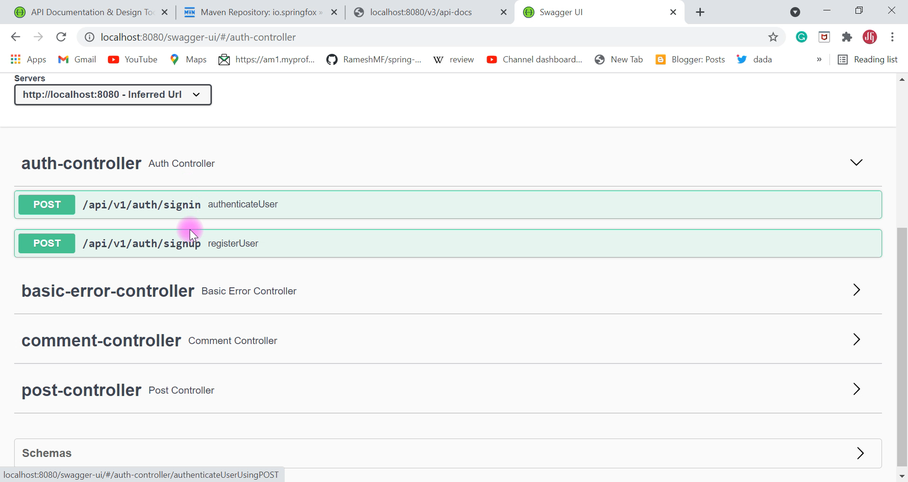 API Documentation & Design To
Maven Repository: io.springfox »
localhost:8080/v3/api-docs
Swagger UI
localhost:8080/swagger-ui/#/auth-controller
Apps
Gmail
YouTube
Maps
https://am1.myprof...
RameshMF/spring-...
review
Channel dashboard...
New Tab
Blogger: Posts
dada
»
Reading list
Servers
http://localhost:8080 - Inferred Url
auth-controller Auth Controller
POST /api/v1/auth/signin authenticateUser
POST /api/v1/auth/signup registerUser
basic-error-controller Basic Error Controller
comment-controller Comment Controller
post-controller Post Controller
Schemas
localhost:8080/swagger-ui/#/auth-controller/authenticateUserUsingPOST